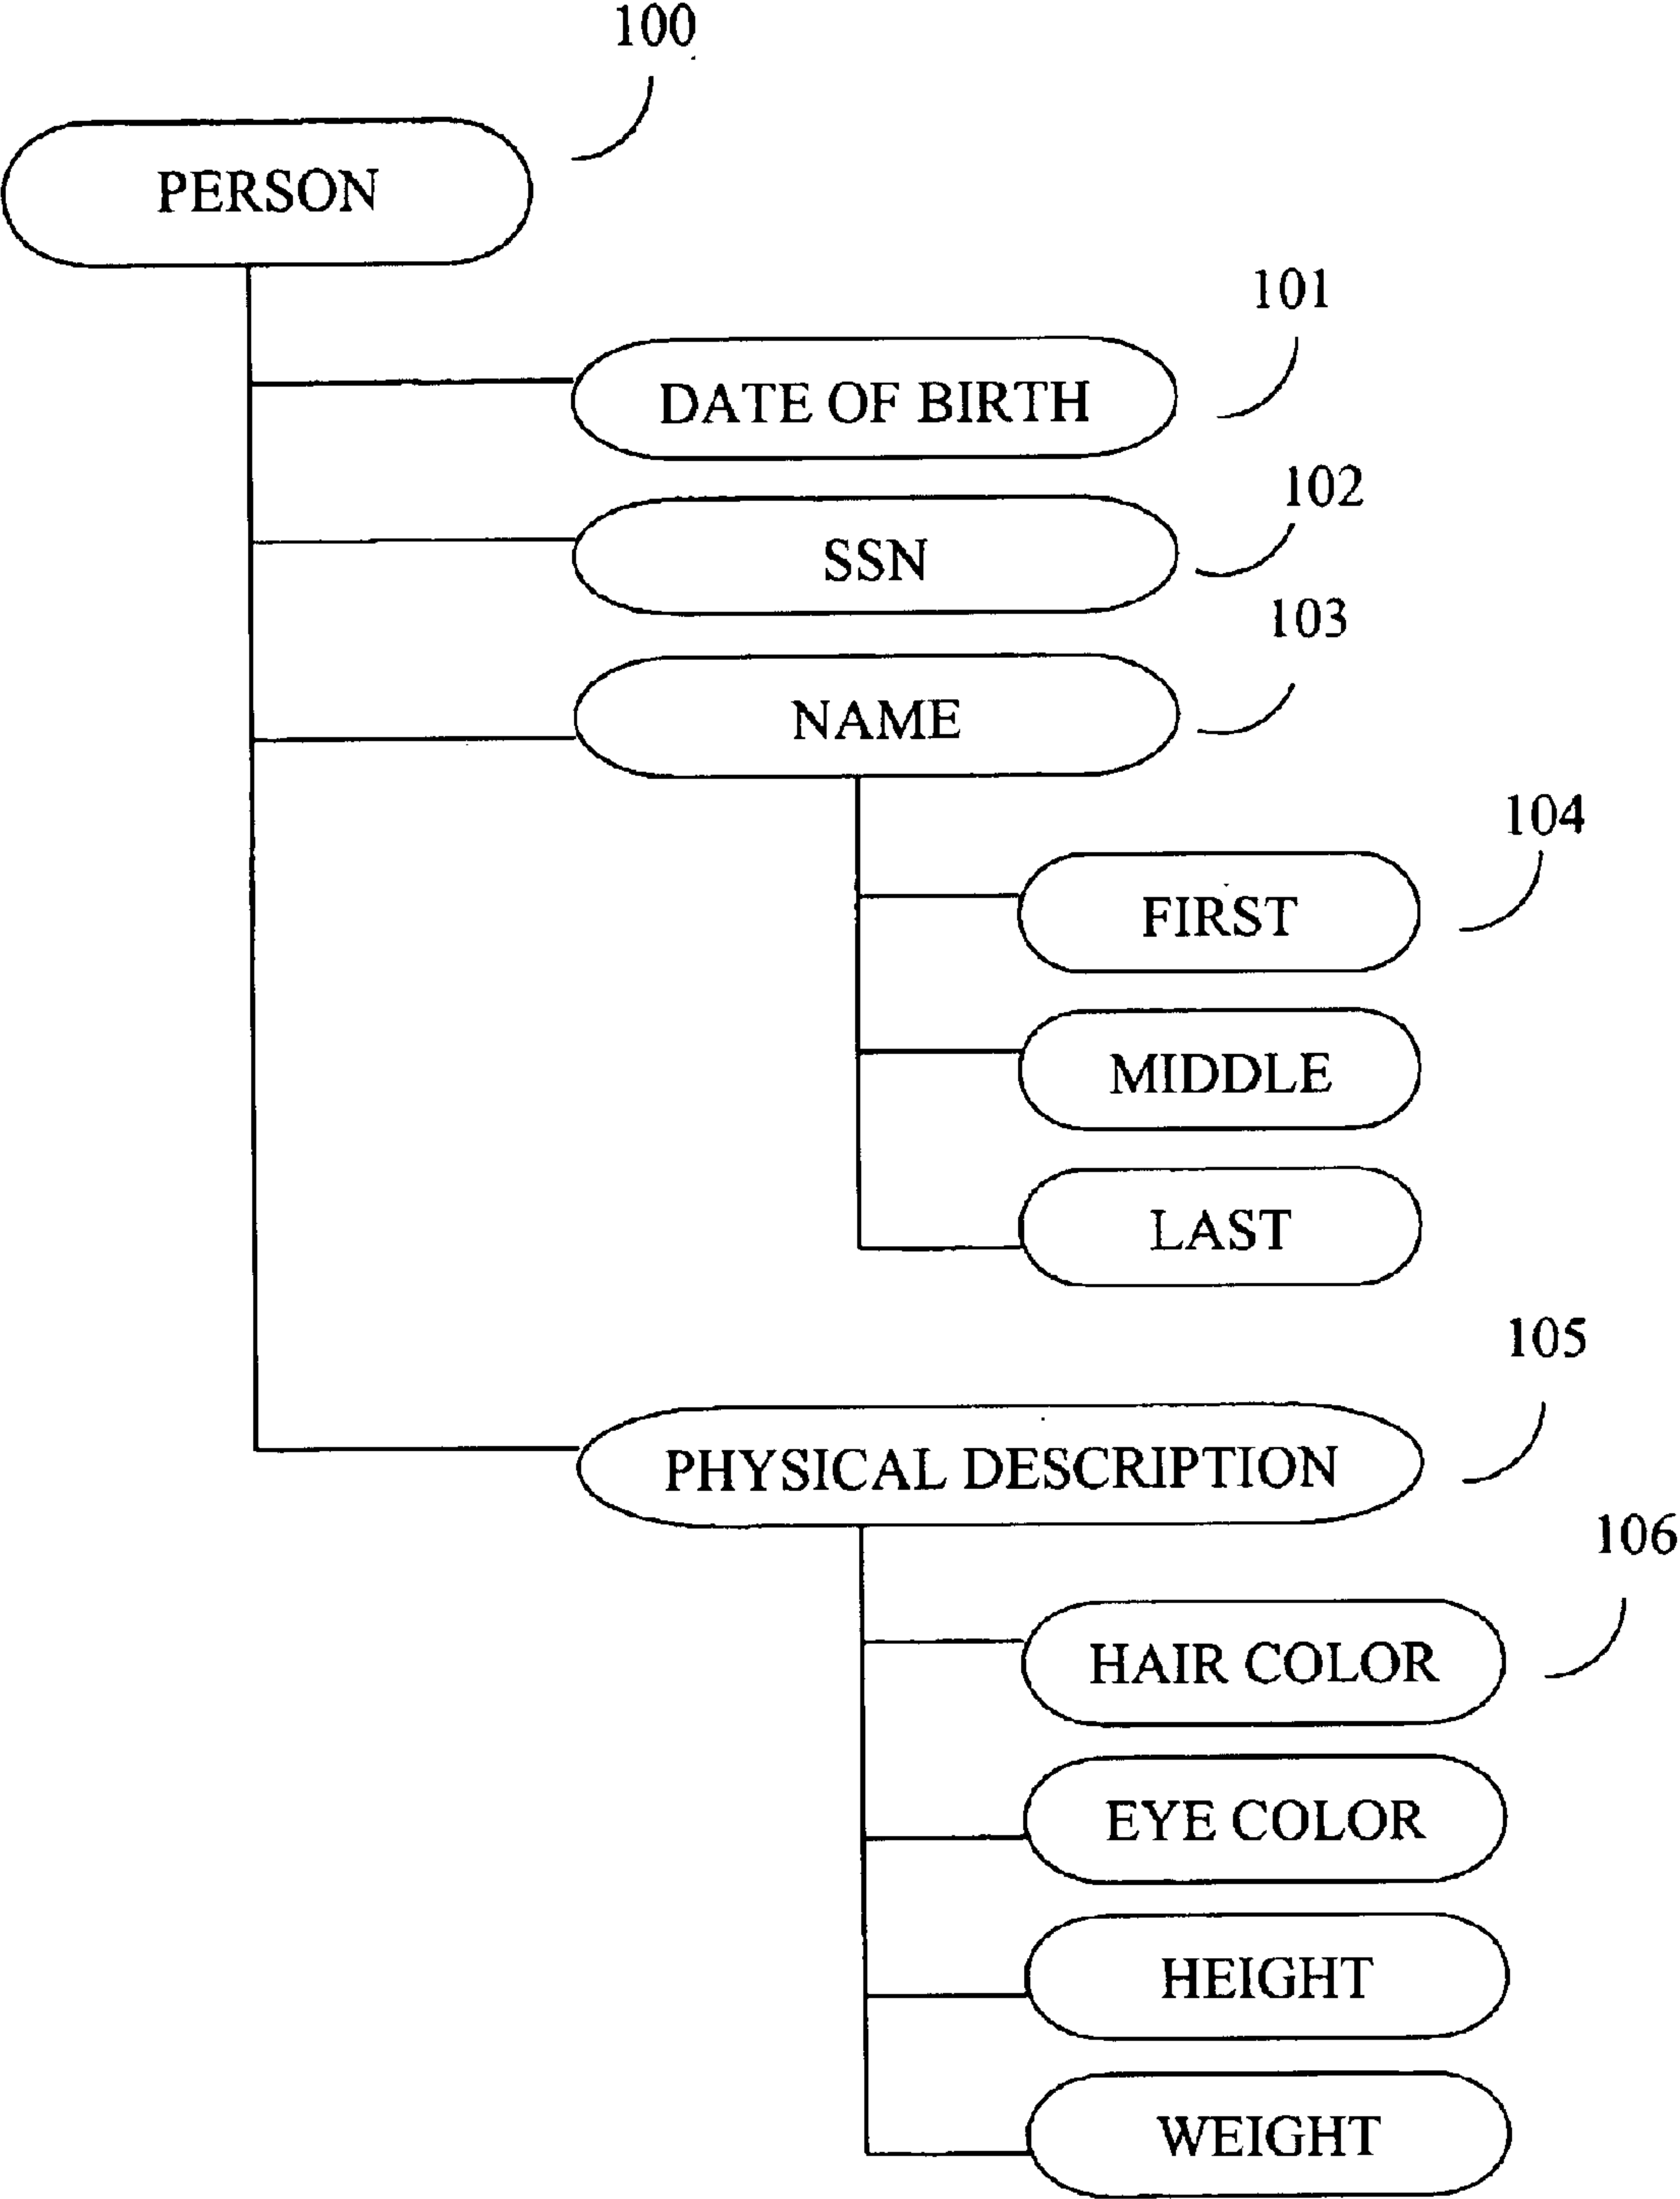 100
PERSON
101
DATE OF BIRTH
102
SSN
103
NAME
104
FIRST
MIDDLE
LAST
105
PHYSICAL DESCRIPTION
106
HAIR COLOR
EYE COLOR
HEIGHT
WEIGHT